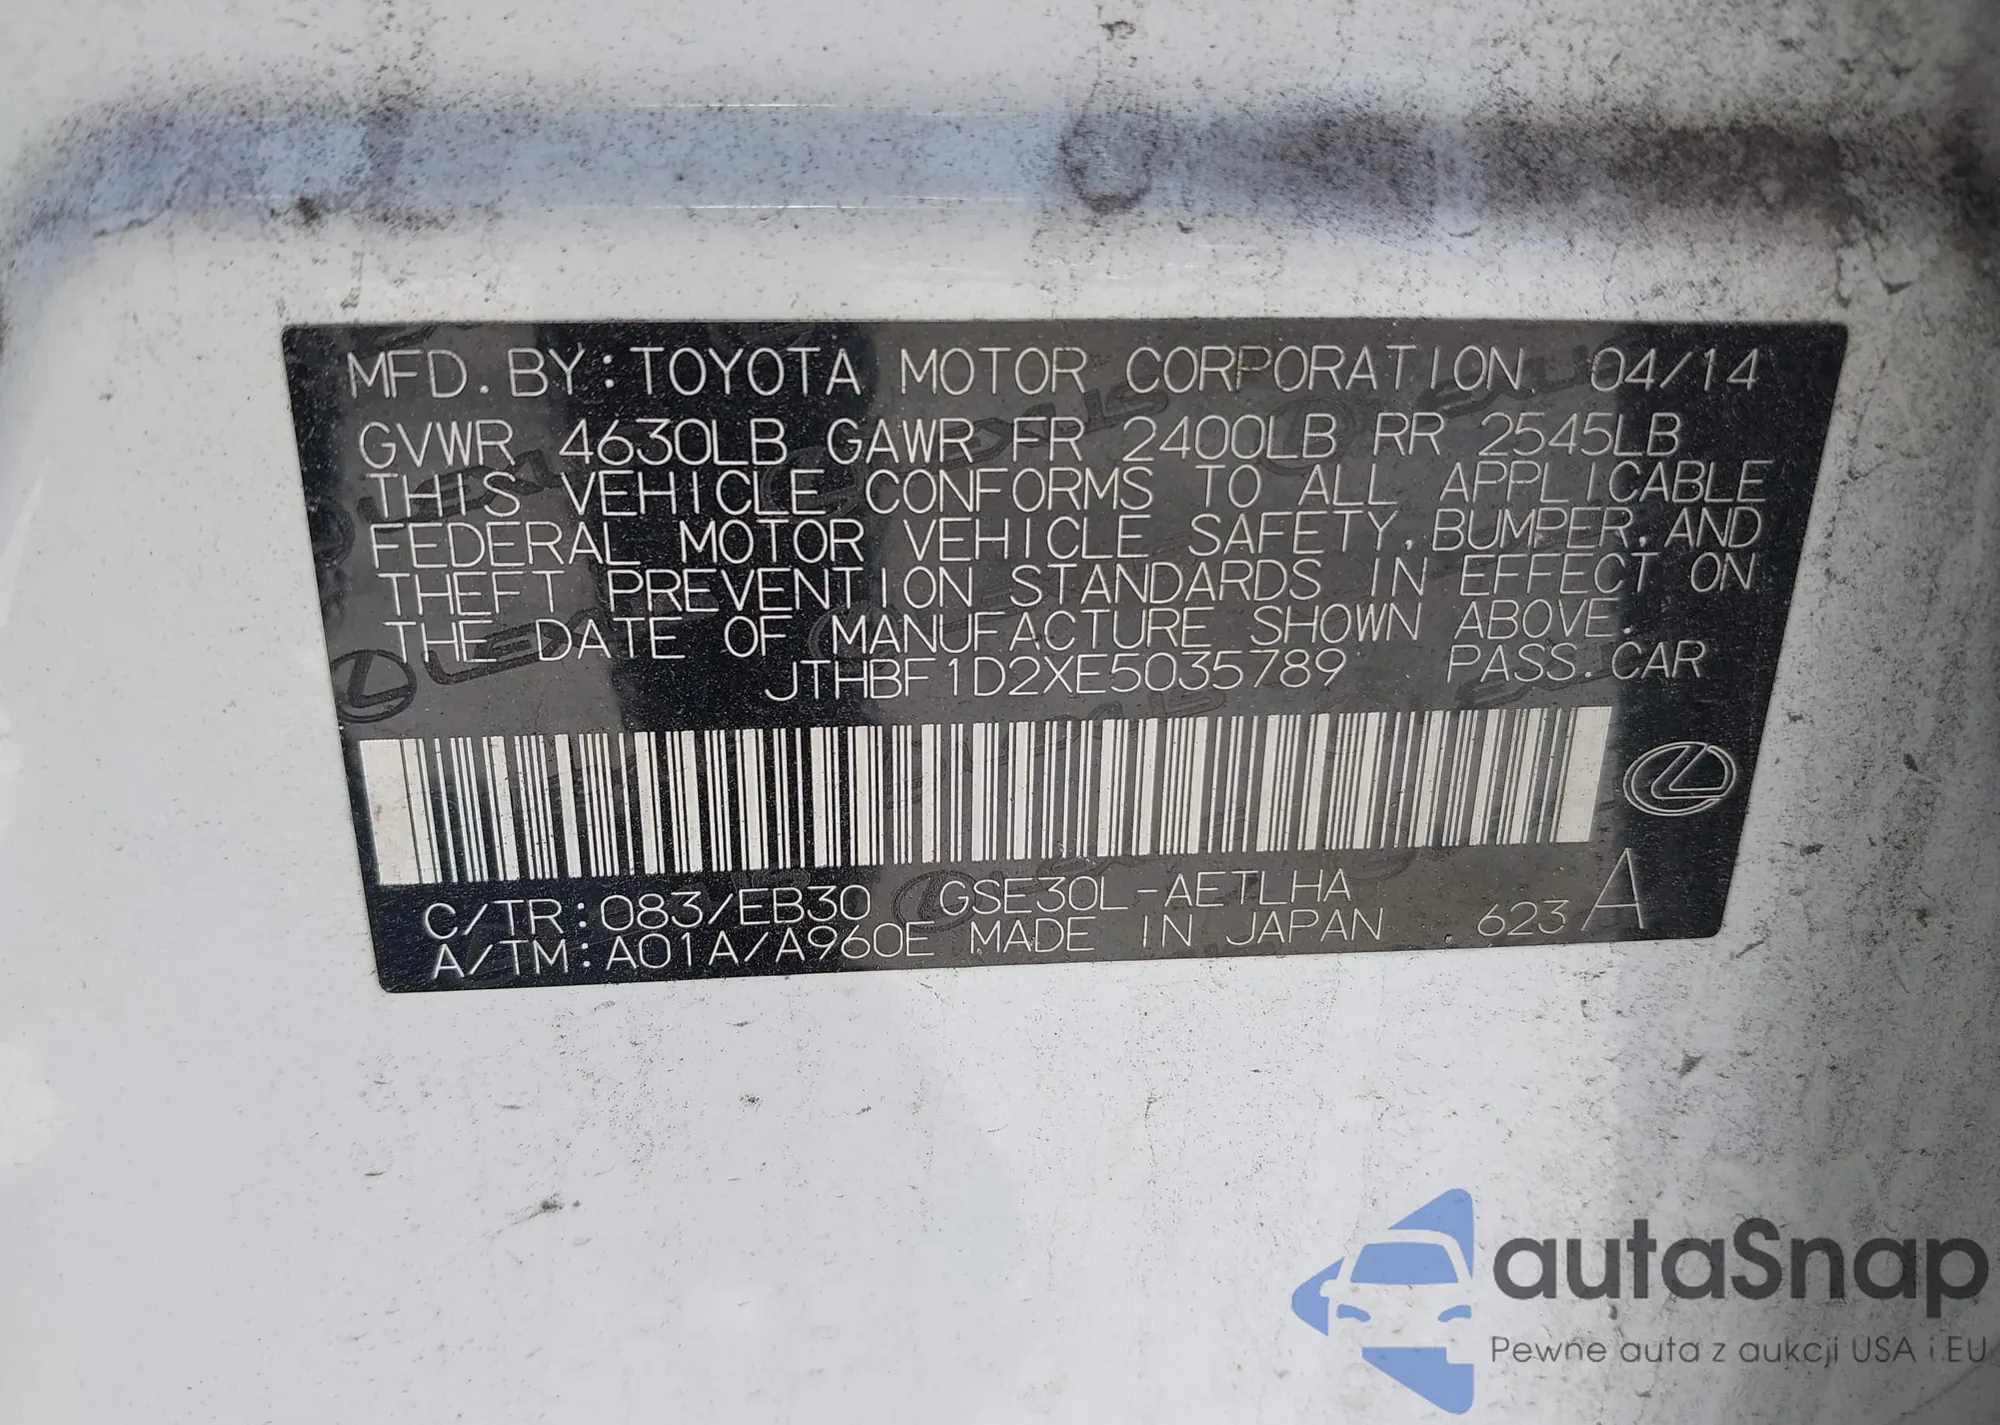 MFD. BY: TOYOTA MOTOR CORPORATION 04/14
GVWR 4630LB GAWR FR 2400LB RR 2545LB
THIS VEHICLE CONFORMS TO ALL APPLICABLE
FEDERAL MOTOR VEHICLE SAFETY, BUMPER, AND
THEFT PREVENTION STANDARDS IN EFFECT ON
THE DATE OF MANUFACTURE SHOWN ABOVE.
JTHBF1D2XE5035789 PASS. CAR
C/TR: 083/EB30 GSE30L-AETLHA
A/TM: A01A/A960E MADE IN JAPAN 623 A
LEXUS
autaSnap
Pewne auta z aukcji USA i EU